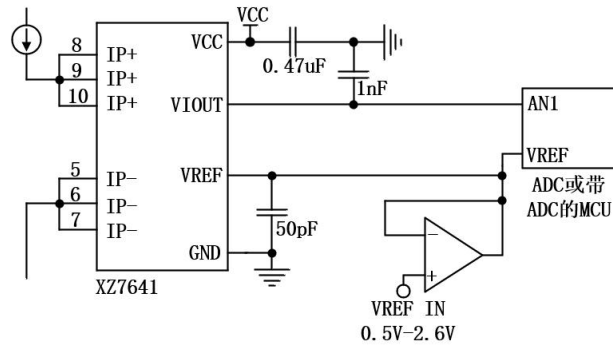 VCC
8
IP+
9
IP+
10
IP+
VCC
0.47uF
1nF
VIOUT
AN1
VREF
ADC或带
ADC的MCU
5
IP-
6
IP-
7
IP-
VREF
50pF
GND
XZ7641
-
+
VREF IN
0.5V-2.6V